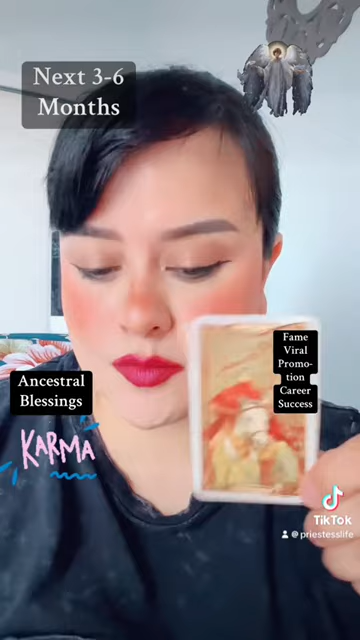 Next 3-6
Months
Fame
Viral
Promo-
tion
Career
Success
Ancestral
Blessings
KARMA
TikTok
@priestesslife